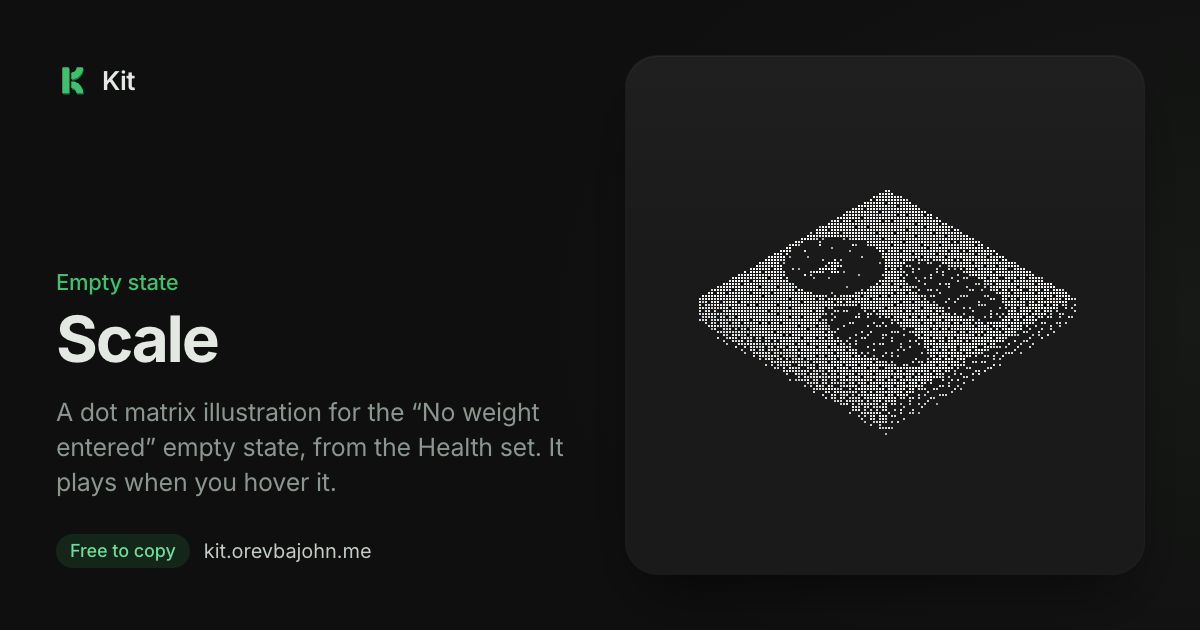 Kit
Empty state
Scale
A dot matrix illustration for the “No weight
entered” empty state, from the Health set. It
plays when you hover it.
Free to copy
kit.orevbajohn.me